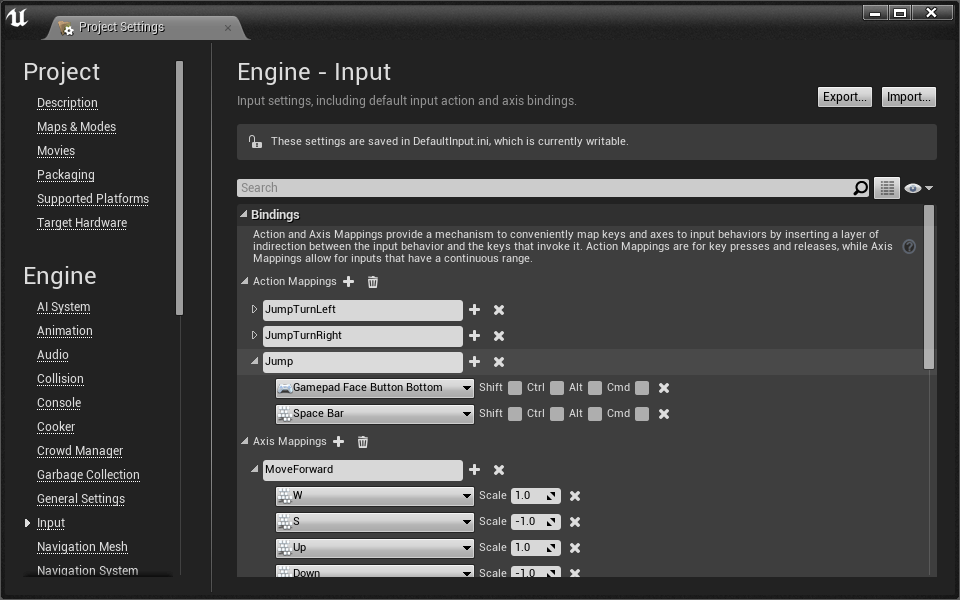 Project Settings
Project
Description
Maps & Modes
Movies
Packaging
Supported Platforms
Target Hardware
Engine
AI System
Animation
Audio
Collision
Console
Cooker
Crowd Manager
Garbage Collection
General Settings
Input
Navigation Mesh
Navigation System
Engine - Input
Input settings, including default input action and axis bindings.
Export... Import...
These settings are saved in DefaultInput.ini, which is currently writable.
Search
Bindings
Action and Axis Mappings provide a mechanism to conveniently map keys and axes to input behaviors by inserting a layer of
indirection between the input behavior and the keys that invoke it. Action Mappings are for key presses and releases, while Axis
Mappings allow for inputs that have a continuous range.
Action Mappings
JumpTurnLeft
JumpTurnRight
Jump
Gamepad Face Button Bottom Shift Ctrl Alt Cmd
Space Bar Shift Ctrl Alt Cmd
Axis Mappings
MoveForward
W Scale 1.0
S Scale -1.0
Up Scale 1.0
Down Scale -1.0